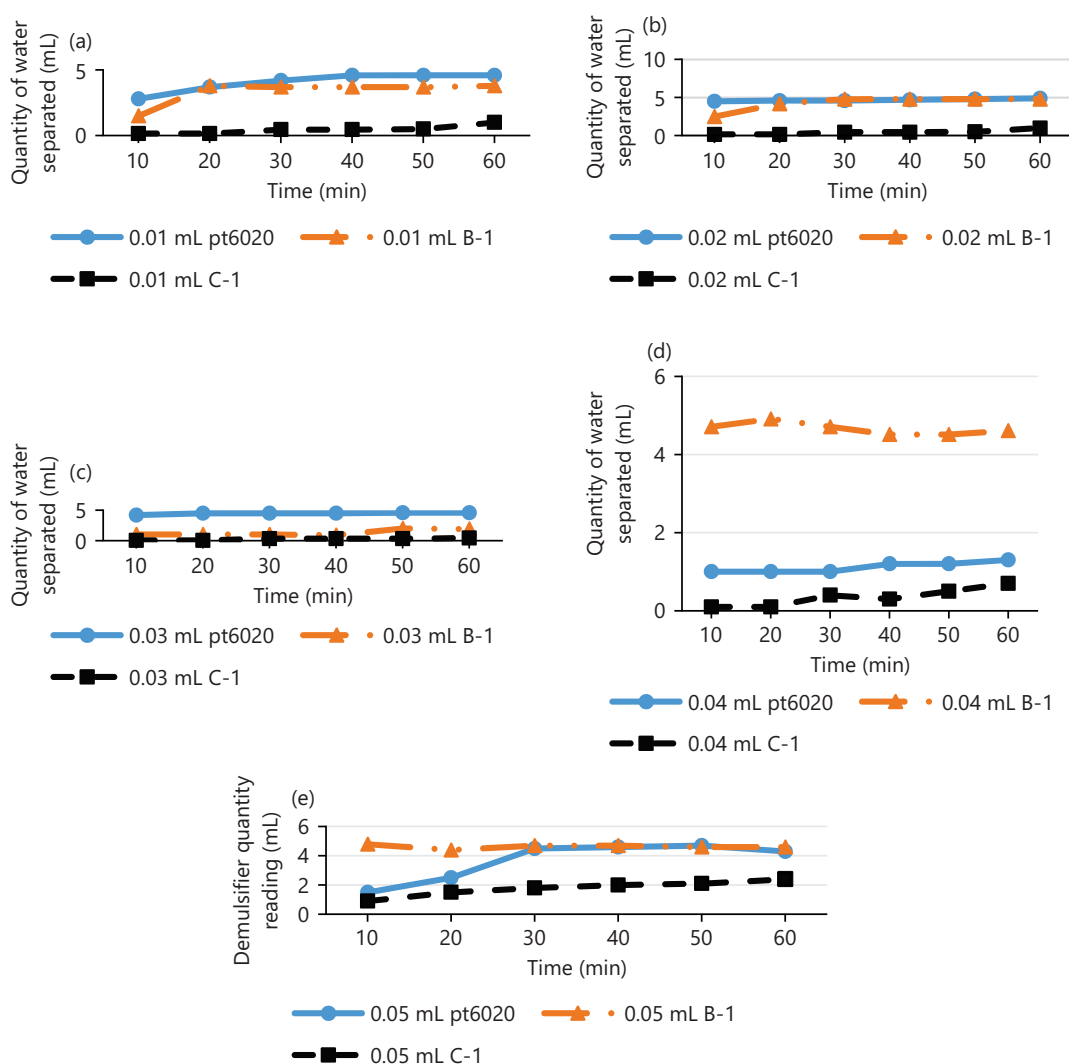 (a)
Quantity of water
separated (mL)
5
0
10 20 30 40 50 60
Time (min)
0.01 mL pt6020 0.01 mL B-1
0.01 mL C-1
(b)
Quantity of water
separated (mL)
10
5
0
10 20 30 40 50 60
Time (min)
0.02 mL pt6020 0.02 mL B-1
0.02 mL C-1
(c)
Quantity of water
separated (mL)
5
0
10 20 30 40 50 60
Time (min)
0.03 mL pt6020 0.03 mL B-1
0.03 mL C-1
(d)
Quantity of water
separated (mL)
6
4
2
0
10 20 30 40 50 60
Time (min)
0.04 mL pt6020 0.04 mL B-1
0.04 mL C-1
(e)
Demulsifier quantity
reading (mL)
6
4
2
0
10 20 30 40 50 60
Time (min)
0.05 mL pt6020 0.05 mL B-1
0.05 mL C-1